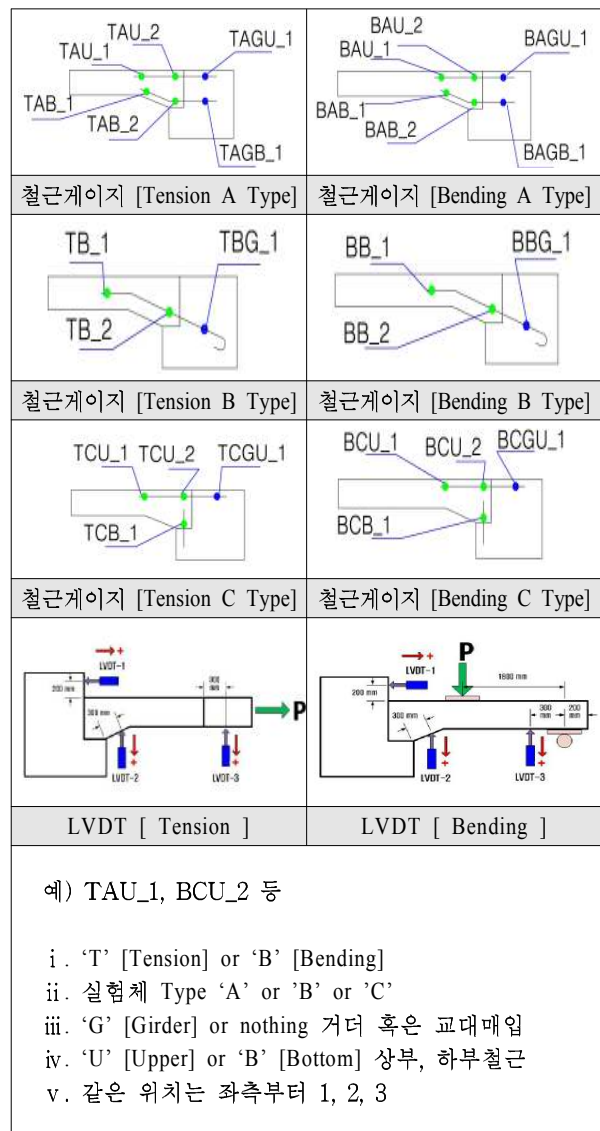 TAU_1 TAU_2 TAGU_1
TAB_1 TAB_2 TAGB_1
BAU_1 BAU_2 BAGU_1
BAB_1 BAB_2 BAGB_1
철근게이지 [Tension A Type]
철근게이지 [Bending A Type]
TB_1 TBG_1
TB_2
BB_1 BBG_1
BB_2
철근게이지 [Tension B Type]
철근게이지 [Bending B Type]
TCU_1 TCU_2 TCGU_1
TCB_1
BCU_1 BCU_2 BCGU_1
BCB_1
철근게이지 [Tension C Type]
철근게이지 [Bending C Type]
+
LVDT-1
200 mm
300 mm
P
300 mm
+ +
LVDT-2 LVDT-3
P
+
LVDT-1
1800 mm
200 mm
300 mm
300 mm
200 mm
+ +
LVDT-2 LVDT-3
LVDT [ Tension ]
LVDT [ Bending ]
예) TAU_1, BCU_2 등
ⅰ. ‘T’ [Tension] or ‘B’ [Bending]
ⅱ. 실험체 Type ‘A’ or ’B’ or ’C’
ⅲ. ‘G’ [Girder] or nothing 거더 혹은 교대매입
ⅳ. ‘U’ [Upper] or ‘B’ [Bottom] 상부, 하부철근
ⅴ. 같은 위치는 좌측부터 1, 2, 3